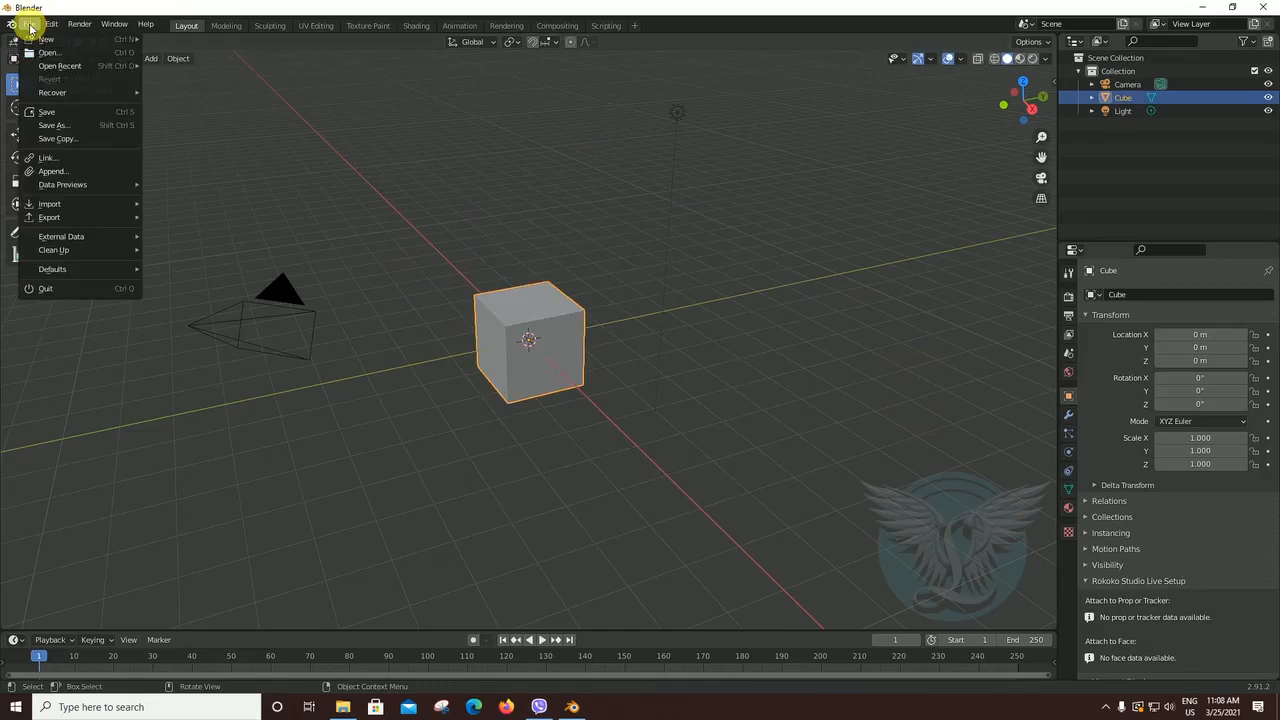 Blender
Edit Render Window Help Layout Modeling Sculpting UV Editing Texture Paint Shading Animation Rendering Compositing Scripting + Scene View Layer
New Ctrl N
Open... Ctrl O
Open Recent Shift Ctrl O
Revert
Recover
Save Ctrl S
Save As... Shift Ctrl S
Save Copy...
Link...
Append...
Data Previews
Import
Export
External Data
Clean Up
Defaults
Quit Ctrl Q
Add Object
Global
Options
Z
Y
X
Scene Collection
Collection
Camera
Cube
Light
Cube
Cube
Transform
Location X 0 m
Y 0 m
Z 0 m
Rotation X 0°
Y 0°
Z 0°
Mode XYZ Euler
Scale X 1.000
Y 1.000
Z 1.000
Delta Transform
Relations
Collections
Instancing
Motion Paths
Visibility
Rokoko Studio Live Setup
Attach to Prop or Tracker:
No prop or tracker data available.
Attach to Face:
No face data available.
Playback Keying View Marker 1 Start 1 End 250
1 10 20 30 40 50 60 70 80 90 100 110 120 130 140 150 160 170 180 190 200 210 220 230 240 250
Select Box Select Rotate View Object Context Menu 2.91.2
Type here to search
ENG
US
11:08 AM
3/25/2021